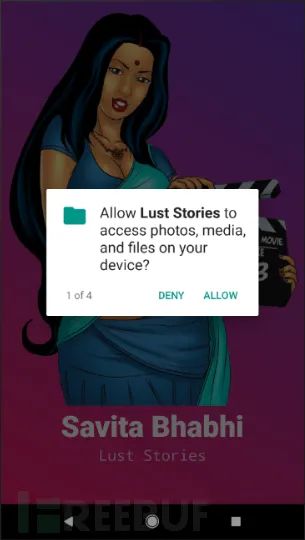 Allow Lust Stories to
access photos, media,
and files on your
device?
1 of 4
DENY
ALLOW
MOVIE
3
Savita Bhabhi
Lust Stories
FREEBUF